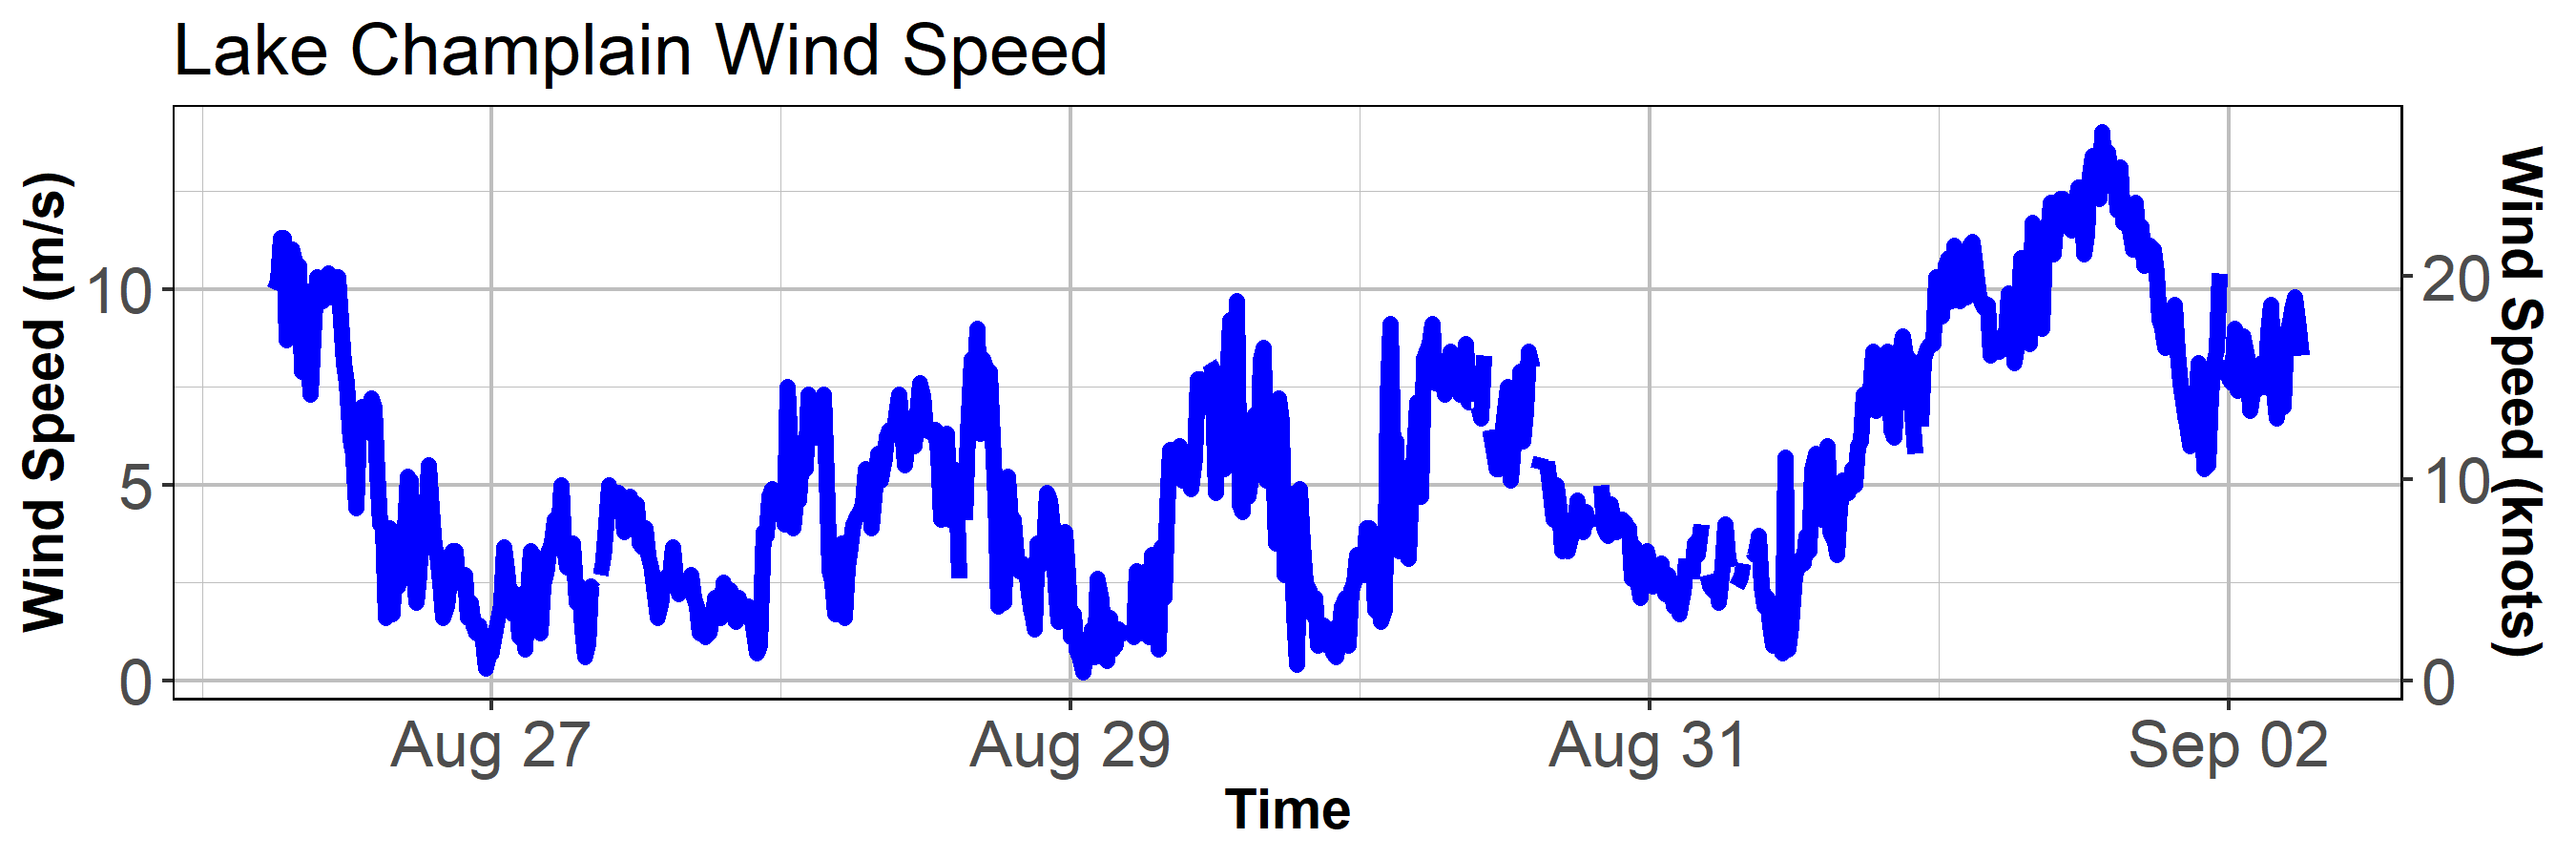 Lake Champlain Wind Speed
Wind Speed (m/s)
10
5
0
20
10
0
Wind Speed (knots)
Aug 27
Aug 29
Aug 31
Sep 02
Time